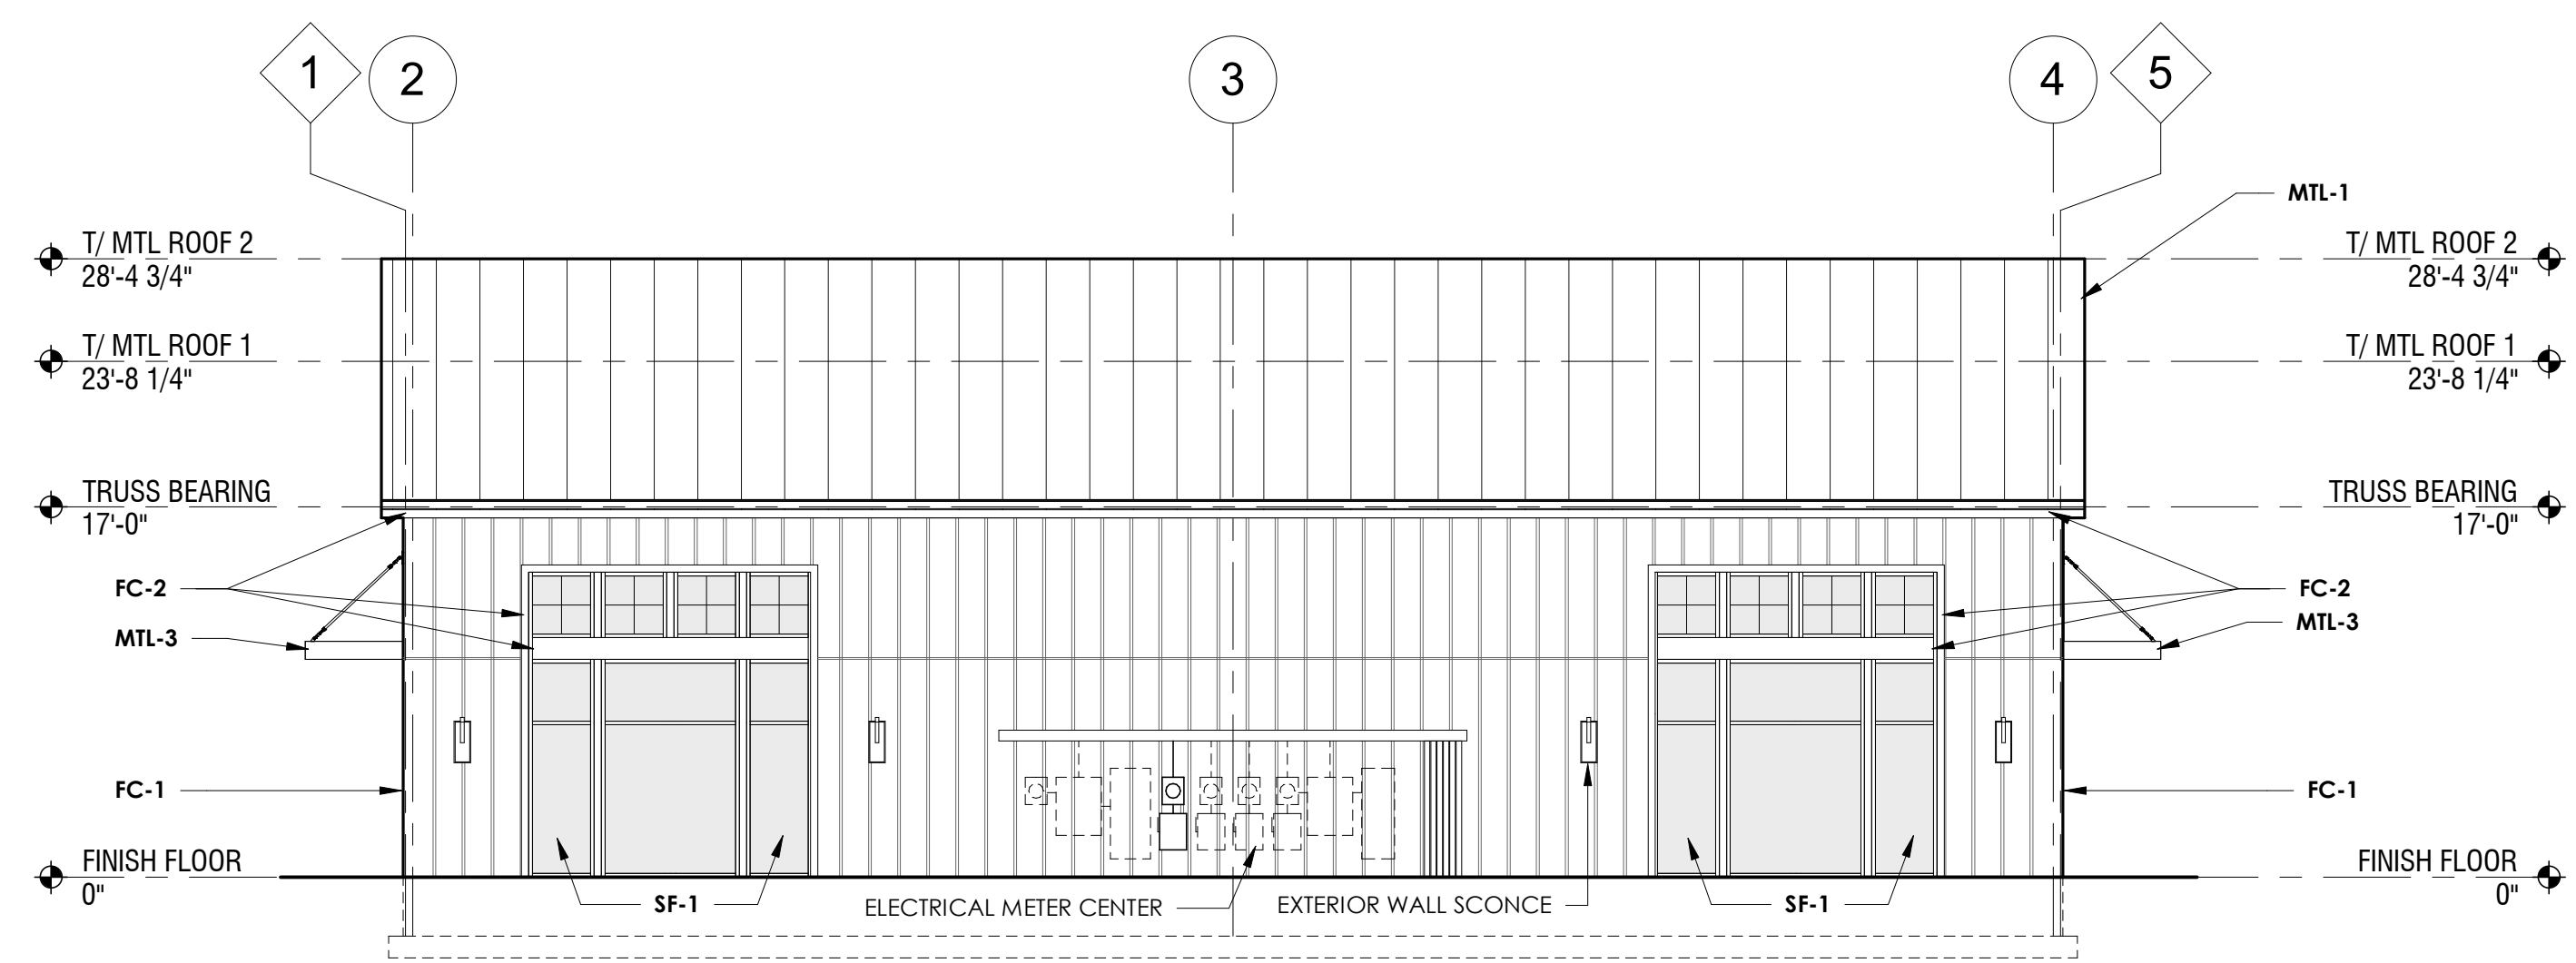 1
2
3
4
5
MTL-1
T/ MTL ROOF 2
28'-4 3/4"
T/ MTL ROOF 2
28'-4 3/4"
T/ MTL ROOF 1
23'-8 1/4"
T/ MTL ROOF 1
23'-8 1/4"
TRUSS BEARING
17'-0"
TRUSS BEARING
17'-0"
FC-2
FC-2
MTL-3
MTL-3
FC-1
FC-1
FINISH FLOOR
0"
FINISH FLOOR
0"
SF-1
ELECTRICAL METER CENTER
EXTERIOR WALL SCONCE
SF-1